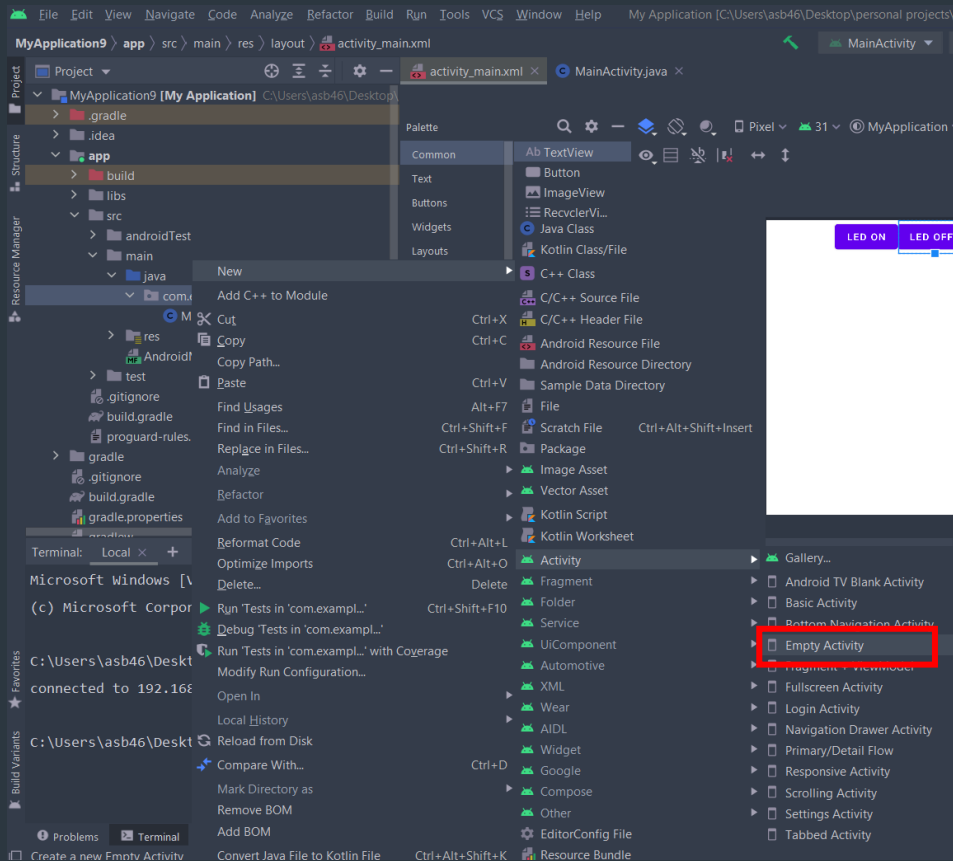 File Edit View Navigate Code Analyze Refactor Build Run Tools VCS Window Help My Application [C:\Users\asb46\Desktop\personal projects\
MyApplication9 app src main res layout activity_main.xml
MainActivity
Project
Structure
Resource Manager
Favorites
Build Variants
Project
MyApplication9 [My Application] C:\Users\asb46\Desktop\
.gradle
.idea
app
build
libs
src
androidTest
main
java
com.e
M
res
Android
test
.gitignore
build.gradle
proguard-rules.
gradle
.gitignore
build.gradle
gradle.properties
gradlew
activity_main.xml
MainActivity.java
Palette
Pixel 31 MyApplication
Common
Text
Buttons
Widgets
Layouts
Ab TextView
Button
ImageView
RecyclerVi...
LED ON LED OFF
New
Add C++ to Module
Cut Ctrl+X
Copy Ctrl+C
Copy Path...
Paste Ctrl+V
Find Usages Alt+F7
Find in Files... Ctrl+Shift+F
Replace in Files... Ctrl+Shift+R
Analyze
Refactor
Add to Favorites
Reformat Code Ctrl+Alt+L
Optimize Imports Ctrl+Alt+O
Delete... Delete
Run 'Tests in 'com.exampl...' Ctrl+Shift+F10
Debug 'Tests in 'com.exampl...'
Run 'Tests in 'com.exampl...' with Coverage
Modify Run Configuration...
Open In
Local History
Reload from Disk
Compare With... Ctrl+D
Mark Directory as
Remove BOM
Add BOM
Convert Java File to Kotlin File Ctrl+Alt+Shift+K
Java Class
Kotlin Class/File
C++ Class
C/C++ Source File
C/C++ Header File
Android Resource File
Android Resource Directory
Sample Data Directory
File
Scratch File Ctrl+Alt+Shift+Insert
Package
Image Asset
Vector Asset
Kotlin Script
Kotlin Worksheet
Activity
Fragment
Folder
Service
UiComponent
Automotive
XML
Wear
AIDL
Widget
Google
Compose
Other
EditorConfig File
Resource Bundle
Gallery...
Android TV Blank Activity
Basic Activity
Bottom Navigation Activity
Empty Activity
Fragment + ViewModel
Fullscreen Activity
Login Activity
Navigation Drawer Activity
Primary/Detail Flow
Responsive Activity
Scrolling Activity
Settings Activity
Tabbed Activity
Terminal: Local
Microsoft Windows [V
(c) Microsoft Corpor
C:\Users\asb46\Deskt
connected to 192.168
C:\Users\asb46\Deskt
Problems Terminal
Create a new Empty Activity